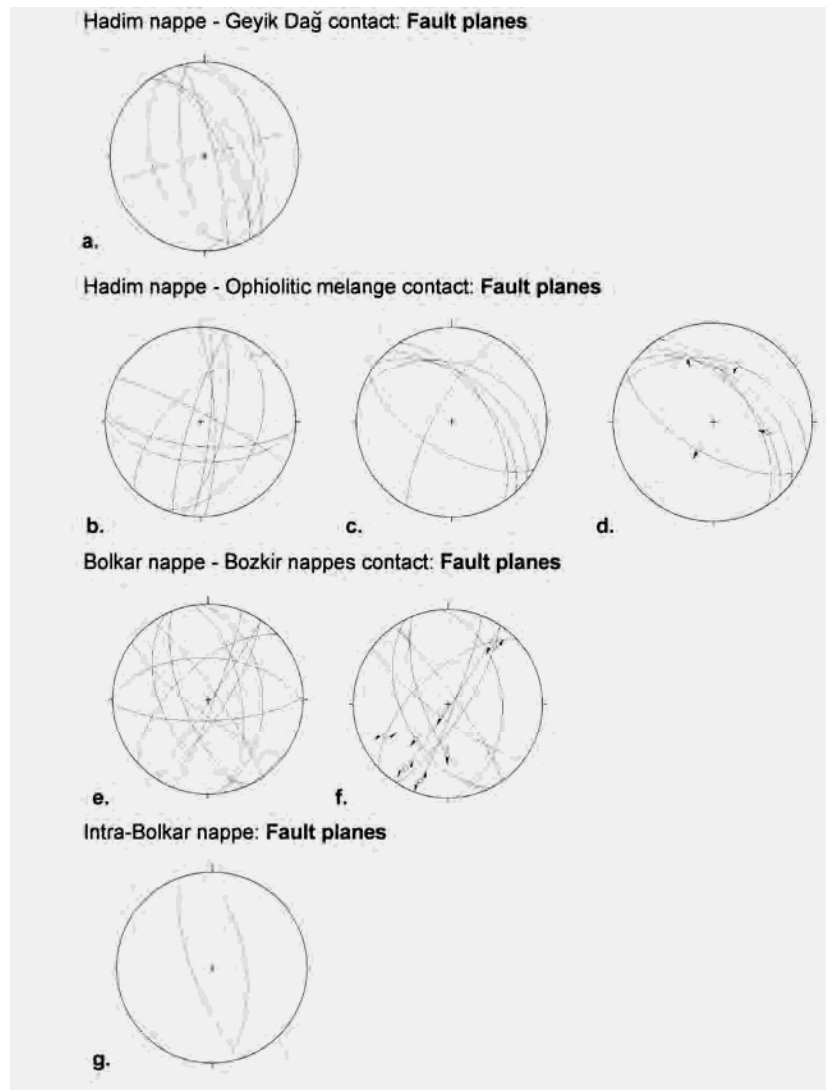 Hadim nappe - Geyik Dağ contact: Fault planes
a.
Hadim nappe - Ophiolitic melange contact: Fault planes
b. c. d.
Bolkar nappe - Bozkir nappes contact: Fault planes
e. f.
Intra-Bolkar nappe: Fault planes
g.